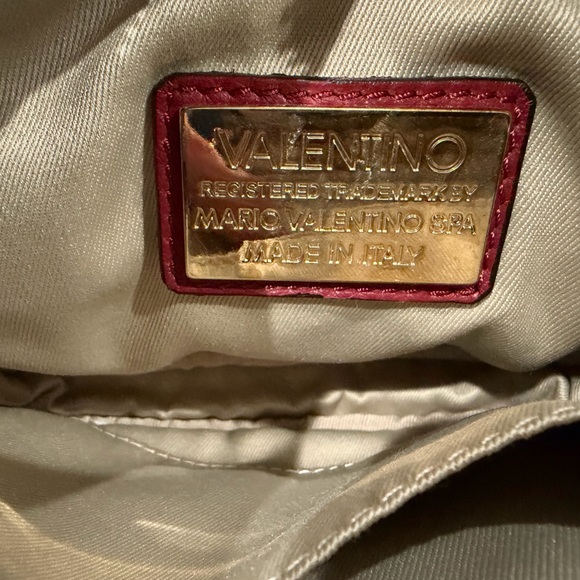 VALENTINO
REGISTERED TRADEMARK BY
MARIO VALENTINO SPA
MADE IN ITALY